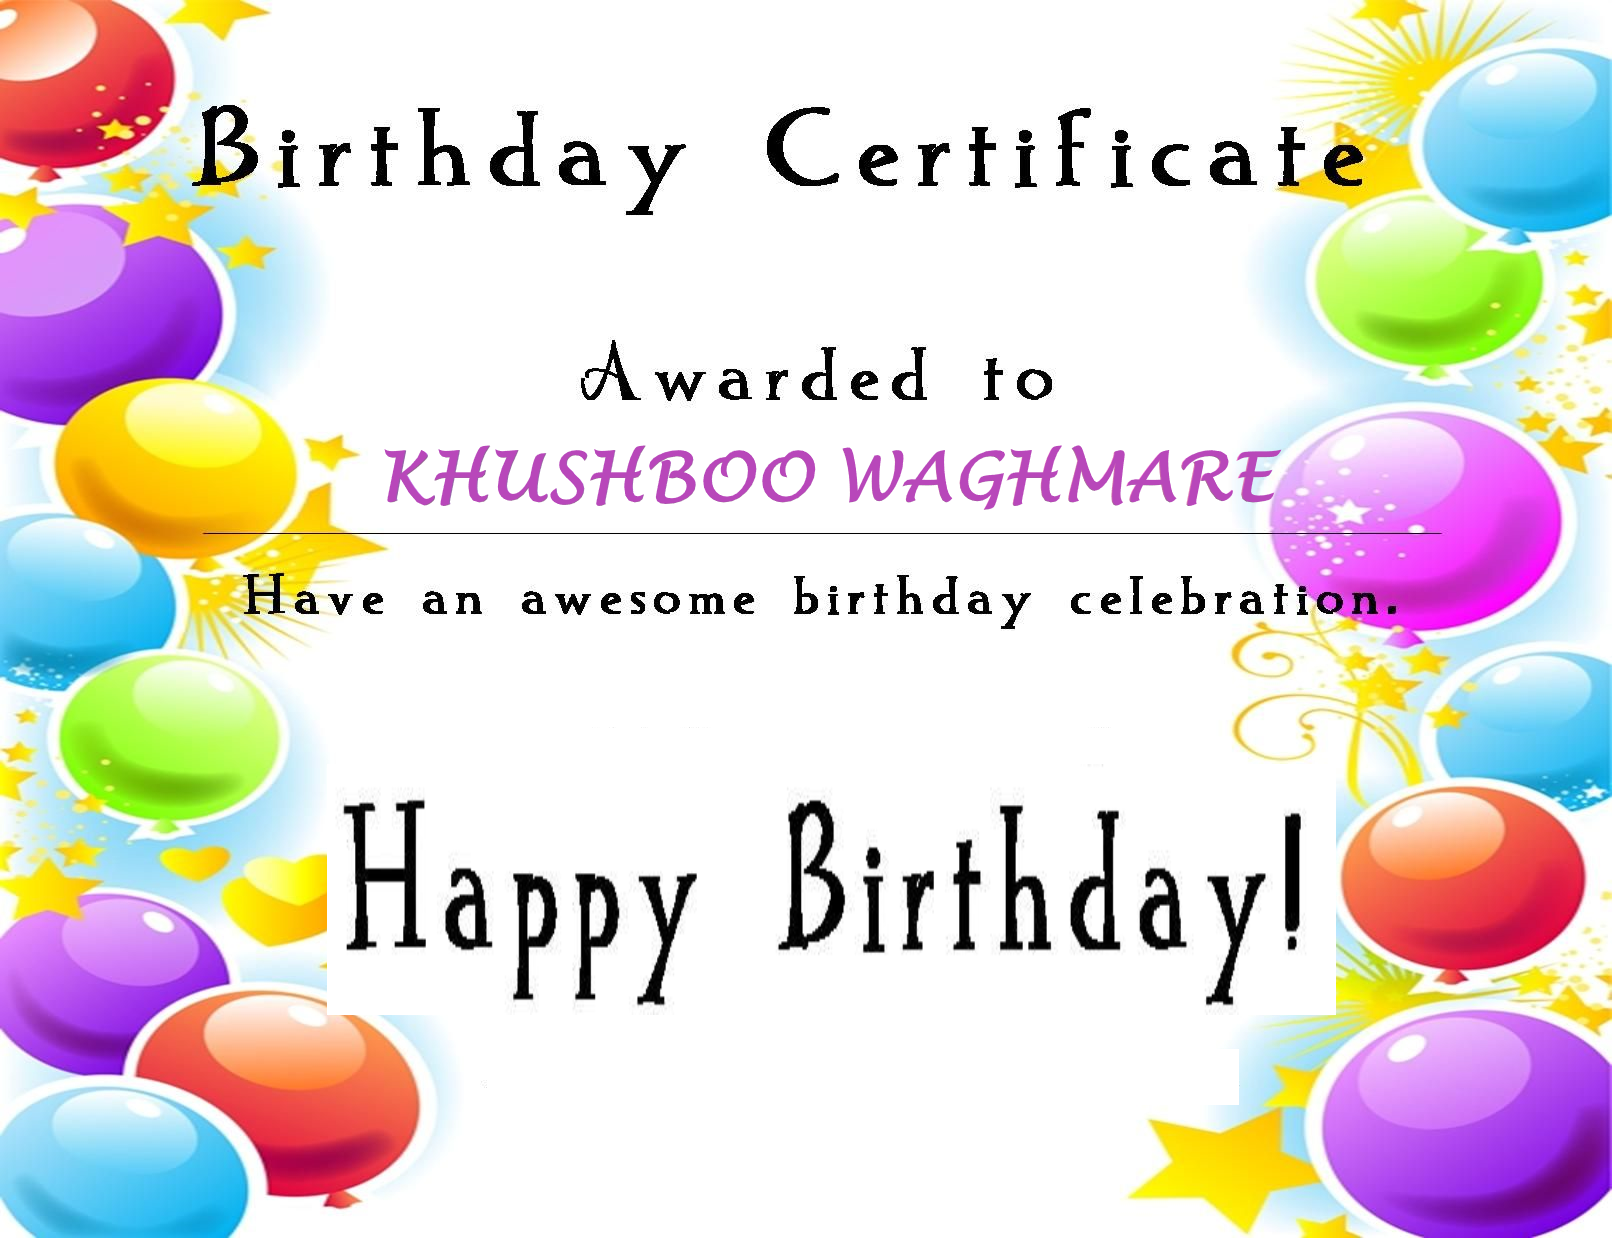 Birthday Certificate
Awarded to
KHUSHBOO WAGHMARE
Have an awesome birthday celebration.
Happy Birthday!